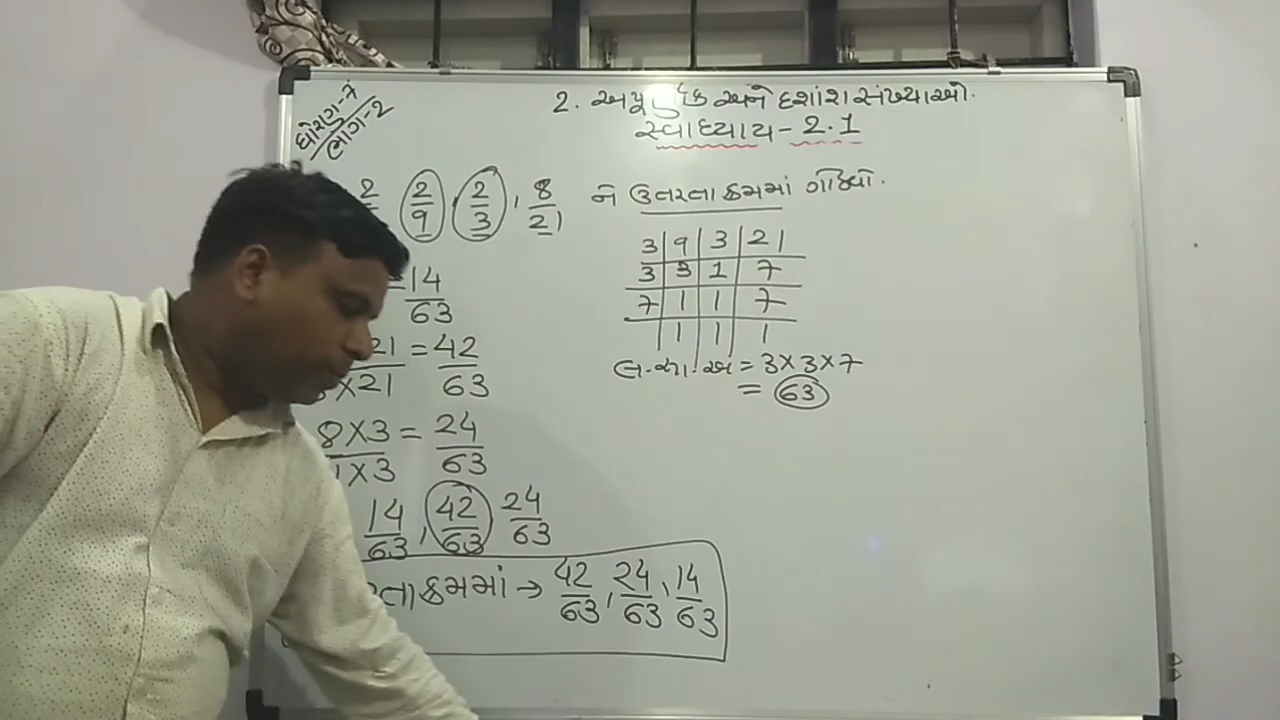 ધોરણ-7
ભાગ-2
2. અપૂર્ણાંક અને દશાંશ સંખ્યાઓ.
સ્વાધ્યાય - 2.1
2/9, 2/3, 8/21 ને ઉતરતા ક્રમમાં ગોઠવો.
3 | 9 | 3 | 21
3 | 3 | 1 | 7
7 | 1 | 1 | 7
1 | 1 | 1
લ.સા.અ = 3×3×7
= 63
= 14/63
21/×21 = 42/63
8×3/1×3 = 24/63
14/63, 42/63 24/63
ક્રમમાં → 42/63, 24/63, 14/63